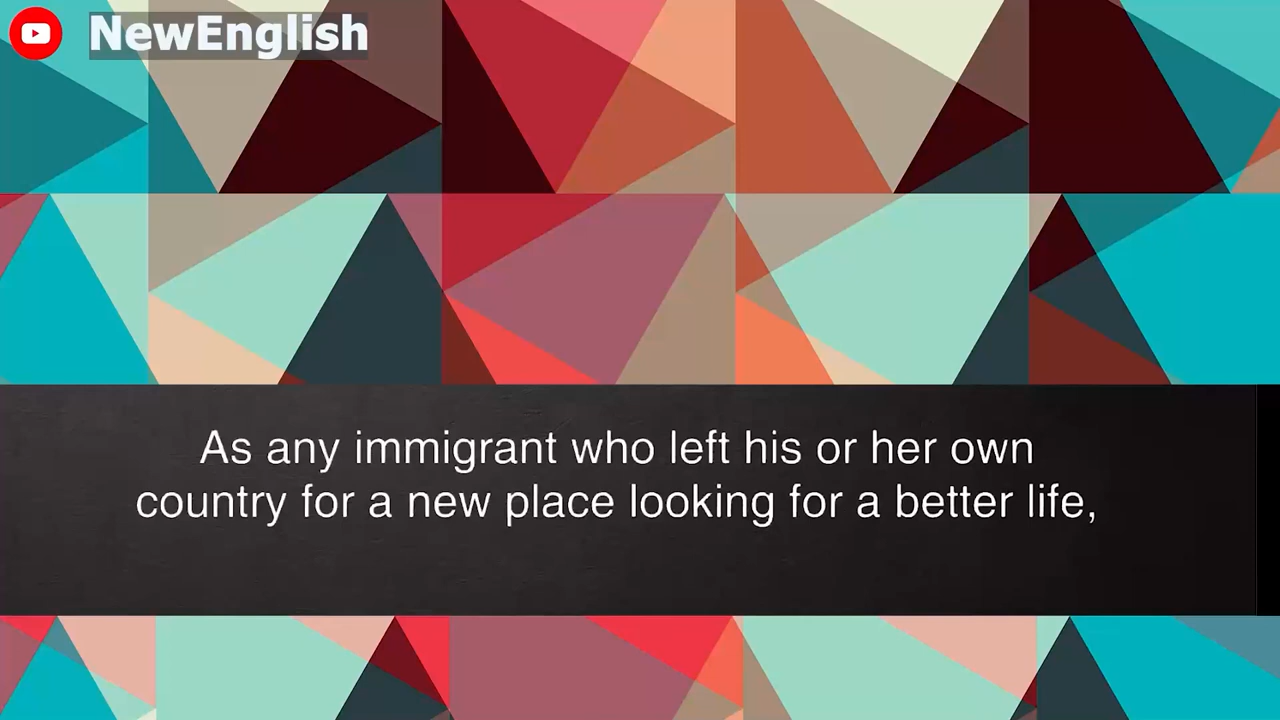 NewEnglish
As any immigrant who left his or her own
country for a new place looking for a better life,